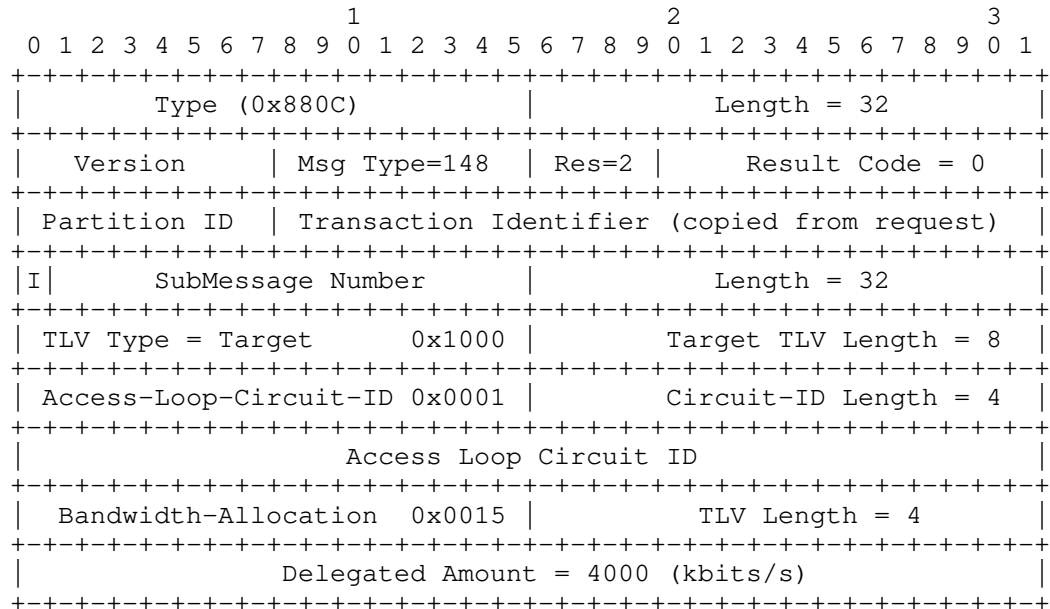 1                   2                   3
 0 1 2 3 4 5 6 7 8 9 0 1 2 3 4 5 6 7 8 9 0 1 2 3 4 5 6 7 8 9 0 1
+-+-+-+-+-+-+-+-+-+-+-+-+-+-+-+-+-+-+-+-+-+-+-+-+-+-+-+-+-+-+-+-+
|        Type (0x880C)          |           Length = 32         |
+-+-+-+-+-+-+-+-+-+-+-+-+-+-+-+-+-+-+-+-+-+-+-+-+-+-+-+-+-+-+-+-+
|   Version     | Msg Type=148  | Res=2 |     Result Code = 0   |
+-+-+-+-+-+-+-+-+-+-+-+-+-+-+-+-+-+-+-+-+-+-+-+-+-+-+-+-+-+-+-+-+
| Partition ID  | Transaction Identifier (copied from request)  |
+-+-+-+-+-+-+-+-+-+-+-+-+-+-+-+-+-+-+-+-+-+-+-+-+-+-+-+-+-+-+-+-+
|I|      SubMessage Number      |           Length = 32         |
+-+-+-+-+-+-+-+-+-+-+-+-+-+-+-+-+-+-+-+-+-+-+-+-+-+-+-+-+-+-+-+-+
| TLV Type = Target      0x1000 |        Target TLV Length = 8  |
+-+-+-+-+-+-+-+-+-+-+-+-+-+-+-+-+-+-+-+-+-+-+-+-+-+-+-+-+-+-+-+-+
| Access-Loop-Circuit-ID 0x0001 |        Circuit-ID Length = 4  |
+-+-+-+-+-+-+-+-+-+-+-+-+-+-+-+-+-+-+-+-+-+-+-+-+-+-+-+-+-+-+-+-+
|                    Access Loop Circuit ID                     |
+-+-+-+-+-+-+-+-+-+-+-+-+-+-+-+-+-+-+-+-+-+-+-+-+-+-+-+-+-+-+-+-+
|  Bandwidth-Allocation  0x0015 |          TLV Length = 4       |
+-+-+-+-+-+-+-+-+-+-+-+-+-+-+-+-+-+-+-+-+-+-+-+-+-+-+-+-+-+-+-+-+
|                Delegated Amount = 4000 (kbits/s)              |
+-+-+-+-+-+-+-+-+-+-+-+-+-+-+-+-+-+-+-+-+-+-+-+-+-+-+-+-+-+-+-+-+